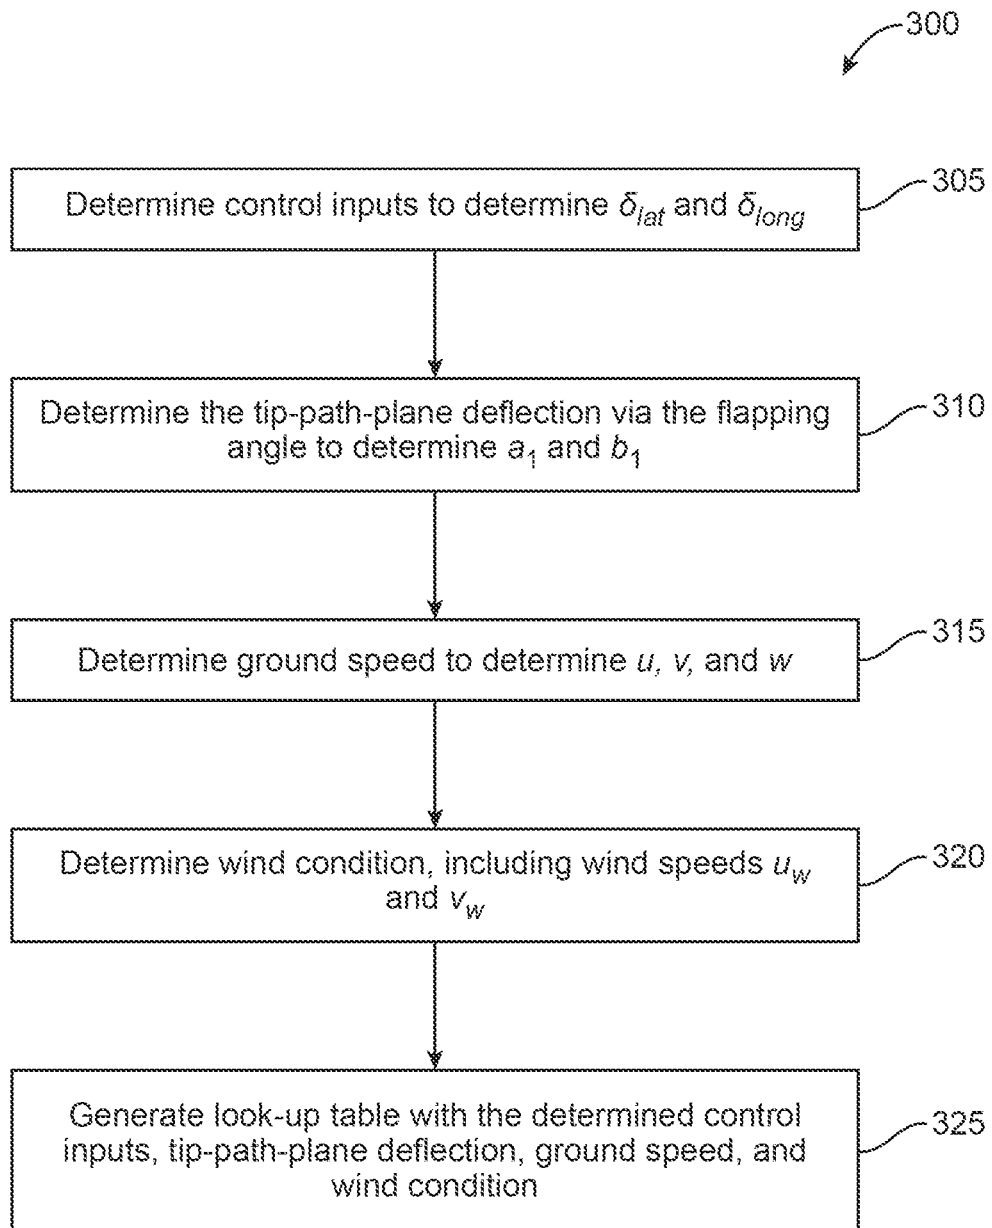 300
305
Determine control inputs to determine δlat and δlong
310
Determine the tip-path-plane deflection via the flapping
angle to determine a1 and b1
315
Determine ground speed to determine u, v, and w
320
Determine wind condition, including wind speeds uw
and vw
325
Generate look-up table with the determined control
inputs, tip-path-plane deflection, ground speed, and
wind condition